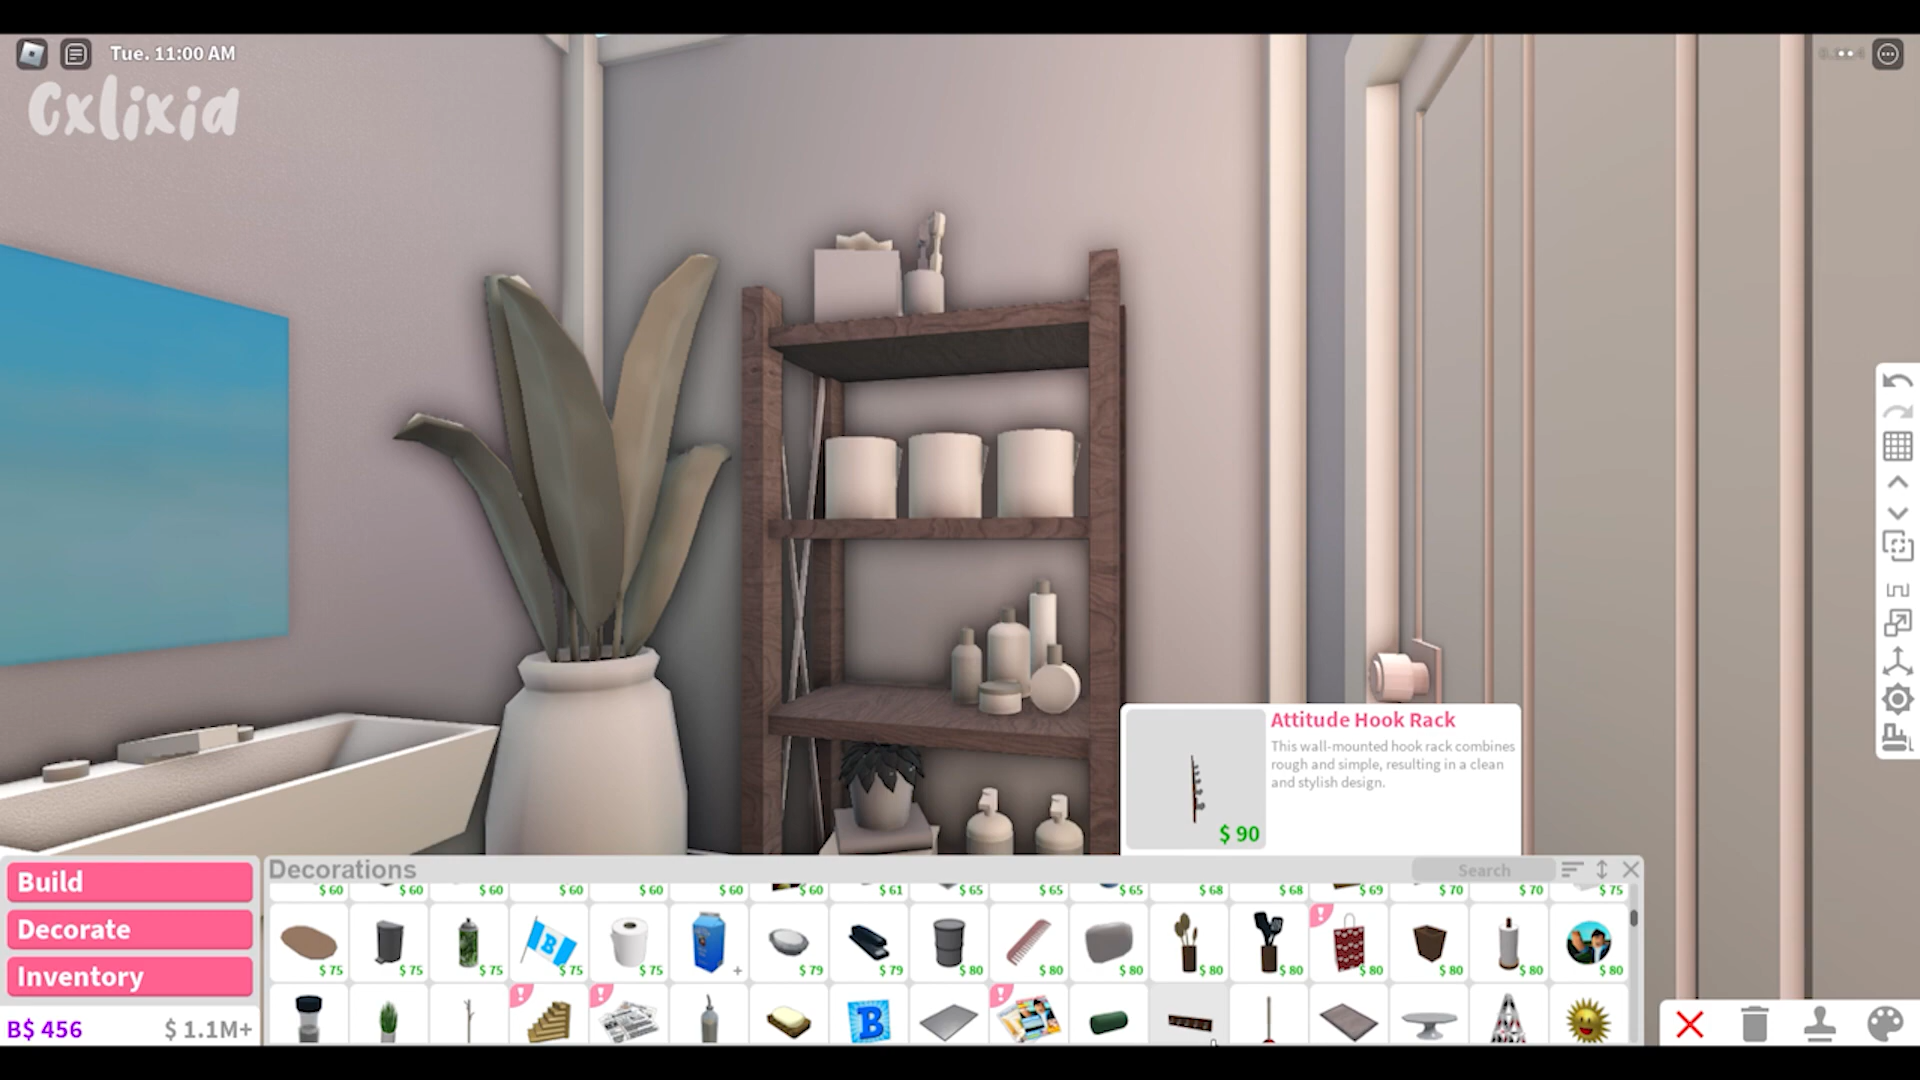 Tue. 11:00 AM
Cxlixia
Attitude Hook Rack
This wall-mounted hook rack combines
rough and simple, resulting in a clean
and stylish design.
$ 90
Build
Decorate
Inventory
B$ 456
$ 1.1M+
Decorations
Search
$ 60
$ 60
$ 60
$ 60
$ 60
$ 60
$ 60
$ 61
$ 65
$ 65
$ 65
$ 68
$ 68
$ 69
$ 70
$ 70
$ 75
$ 75
$ 75
$ 75
$ 75
$ 75
$ 79
$ 79
$ 80
$ 80
$ 80
$ 80
$ 80
$ 80
$ 80
$ 80
$ 80
B
B